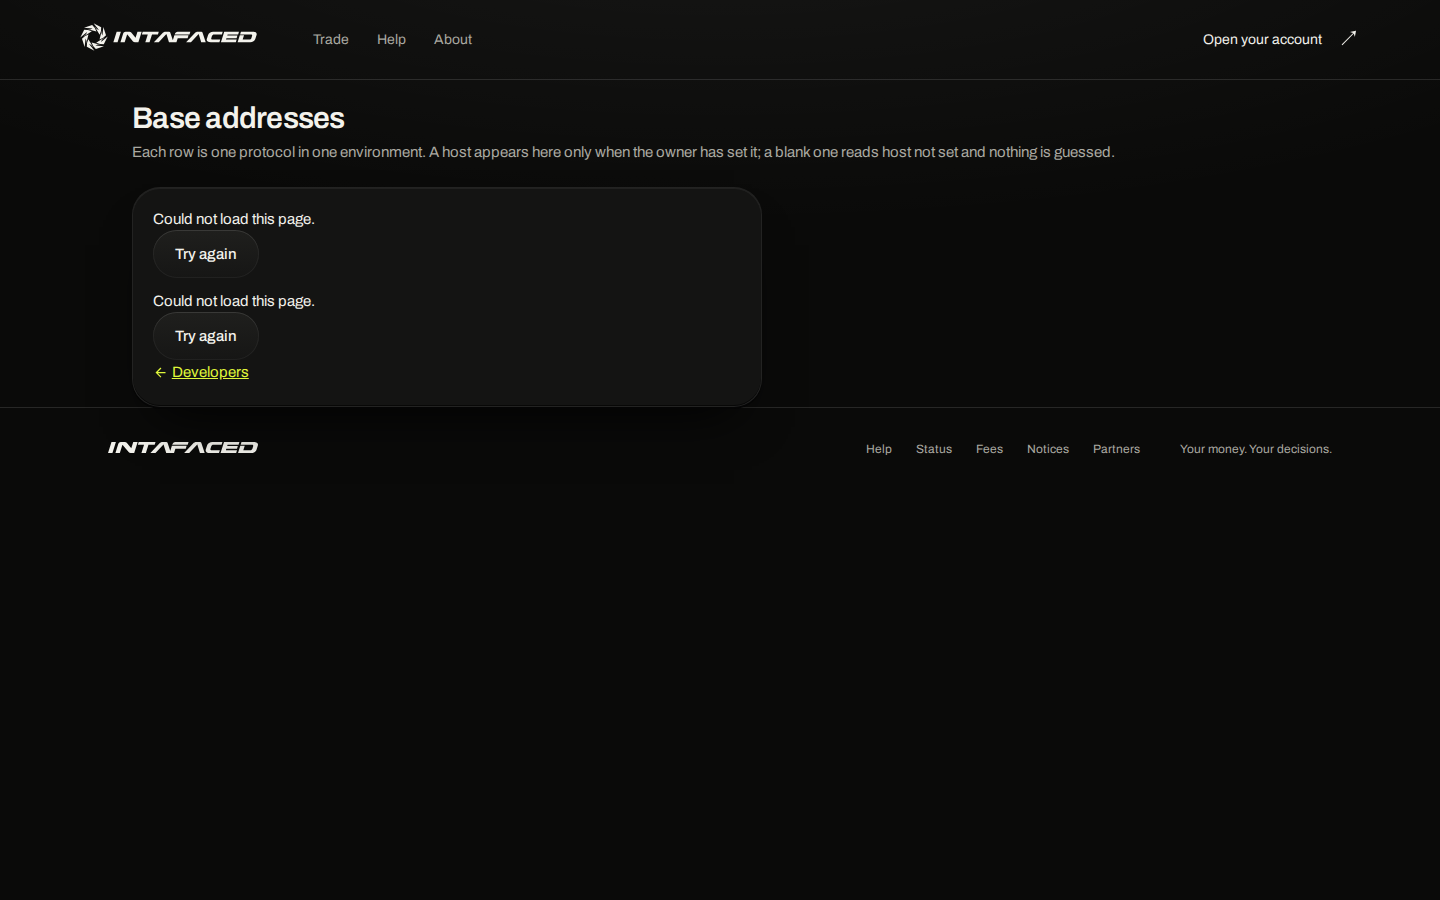 INTAFACED Trade Help About Open your account
Base addresses
Each row is one protocol in one environment. A host appears here only when the owner has set it; a blank one reads host not set and nothing is guessed.
Could not load this page.
Try again
Could not load this page.
Try again
← Developers
INTAFACED Help Status Fees Notices Partners Your money. Your decisions.